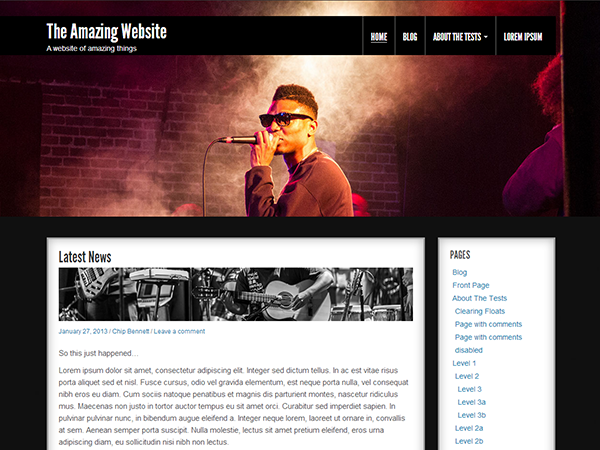 The Amazing Website
A website of amazing things
HOME
BLOG
ABOUT THE TESTS
LOREM IPSUM
Latest News
January 27, 2013 / Chip Bennett / Leave a comment
So this just happened…
Lorem ipsum dolor sit amet, consectetur adipiscing elit. Integer sed dictum tellus. In ac est vitae risus
porta aliquet sed et nisl. Fusce cursus, odio vel gravida elementum, est neque porta nulla, vel consequat
nibh eros eu diam. Cum sociis natoque penatibus et magnis dis parturient montes, nascetur ridiculus
mus. Maecenas non justo in tortor auctor tempus eu sit amet orci. Curabitur sed imperdiet sapien. In
pulvinar pulvinar nunc, in bibendum augue eleifend a. Integer neque lorem, laoreet ut ornare in, convallis
at sem. Aenean semper porta suscipit. Nulla molestie, lectus sit amet pretium eleifend, eros urna
adipiscing diam, eu sollicitudin nisi nibh non lectus.
PAGES
Blog
Front Page
About The Tests
Clearing Floats
Page with comments
Page with comments
disabled
Level 1
Level 2
Level 3
Level 3a
Level 3b
Level 2a
Level 2b